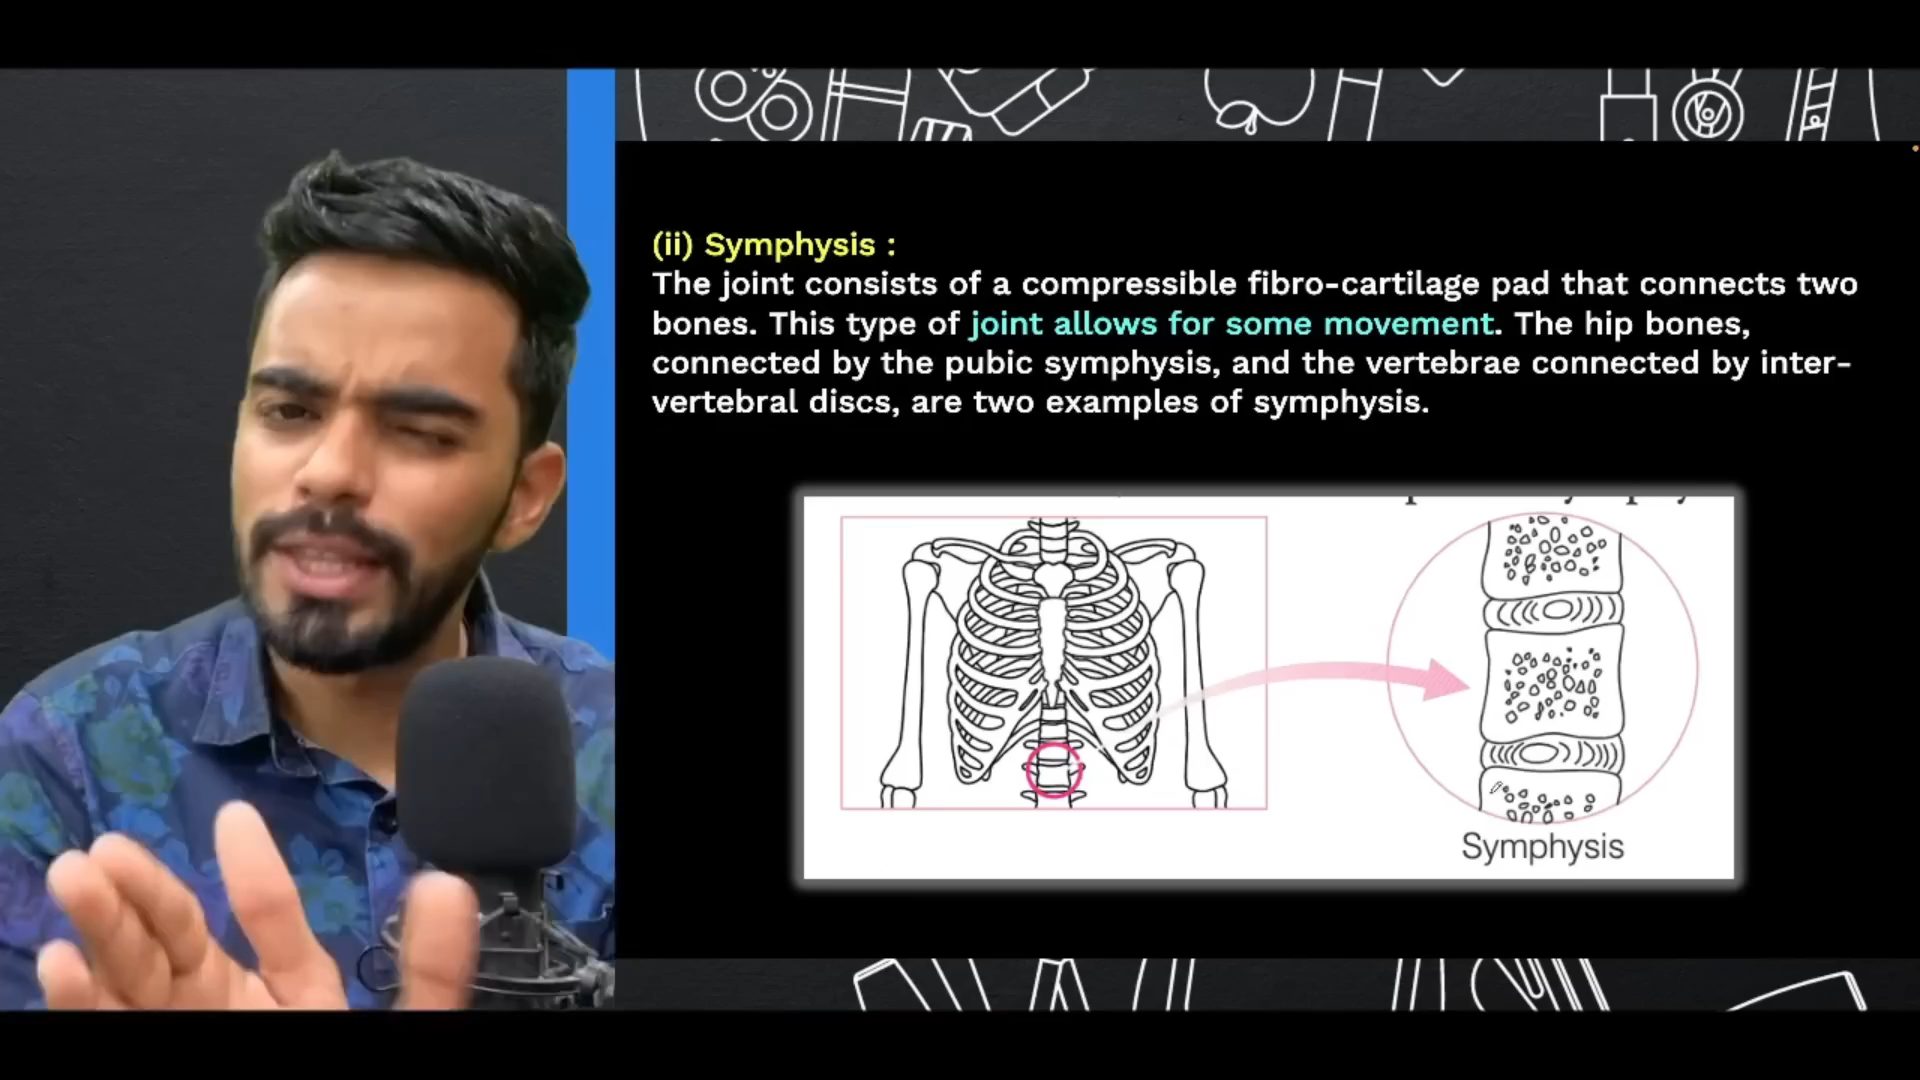 (ii) Symphysis :
The joint consists of a compressible fibro-cartilage pad that connects two
bones. This type of joint allows for some movement. The hip bones,
connected by the pubic symphysis, and the vertebrae connected by inter-
vertebral discs, are two examples of symphysis.
Symphysis